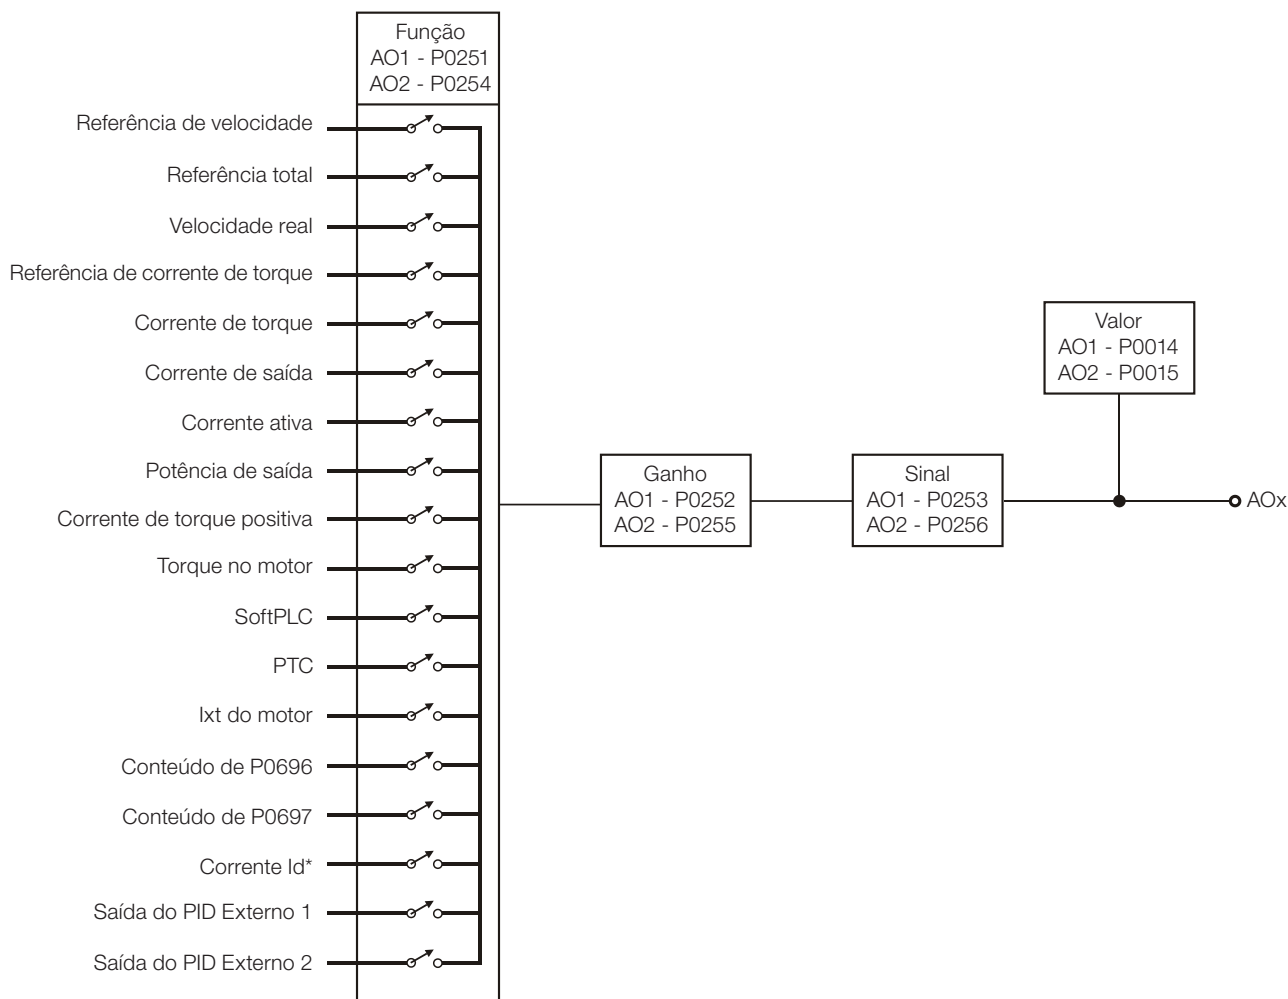 Função
AO1 - P0251
AO2 - P0254
Referência de velocidade
Referência total
Velocidade real
Referência de corrente de torque
Corrente de torque
Corrente de saída
Corrente ativa
Potência de saída
Corrente de torque positiva
Torque no motor
SoftPLC
PTC
Ixt do motor
Conteúdo de P0696
Conteúdo de P0697
Corrente Id*
Saída do PID Externo 1
Saída do PID Externo 2
Ganho
AO1 - P0252
AO2 - P0255
Sinal
AO1 - P0253
AO2 - P0256
Valor
AO1 - P0014
AO2 - P0015
AOx